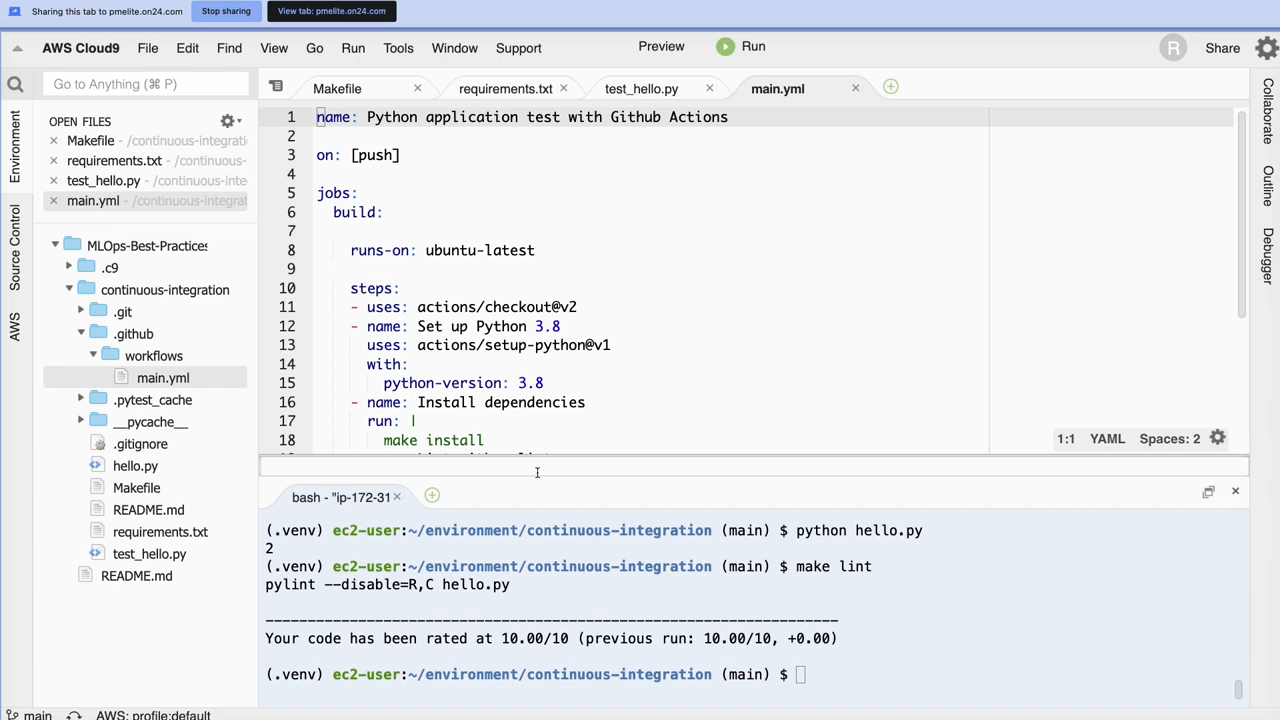 Sharing this tab to pmelite.on24.com Stop sharing View tab: pmelite.on24.com
AWS Cloud9 File Edit Find View Go Run Tools Window Support Preview Run R Share
Go to Anything (⌘ P)
Makefile requirements.txt test_hello.py main.yml
Environment
Source Control
AWS
Collaborate
Outline
Debugger
OPEN FILES
Makefile - /continuous-integrati
requirements.txt - /continuous-
test_hello.py - /continuous-inte
main.yml - /continuous-integrat
MLOps-Best-Practices
.c9
continuous-integration
.git
.github
workflows
main.yml
.pytest_cache
__pycache__
.gitignore
hello.py
Makefile
README.md
requirements.txt
test_hello.py
README.md
1 name: Python application test with Github Actions
2
3 on: [push]
4
5 jobs:
6 build:
7
8 runs-on: ubuntu-latest
9
10 steps:
11 - uses: actions/checkout@v2
12 - name: Set up Python 3.8
13 uses: actions/setup-python@v1
14 with:
15 python-version: 3.8
16 - name: Install dependencies
17 run: |
18 make install
1:1 YAML Spaces: 2
bash - "ip-172-31
(.venv) ec2-user:~/environment/continuous-integration (main) $ python hello.py
2
(.venv) ec2-user:~/environment/continuous-integration (main) $ make lint
pylint --disable=R,C hello.py
--------------------------------------------------------------------
Your code has been rated at 10.00/10 (previous run: 10.00/10, +0.00)
(.venv) ec2-user:~/environment/continuous-integration (main) $
main AWS: profile:default